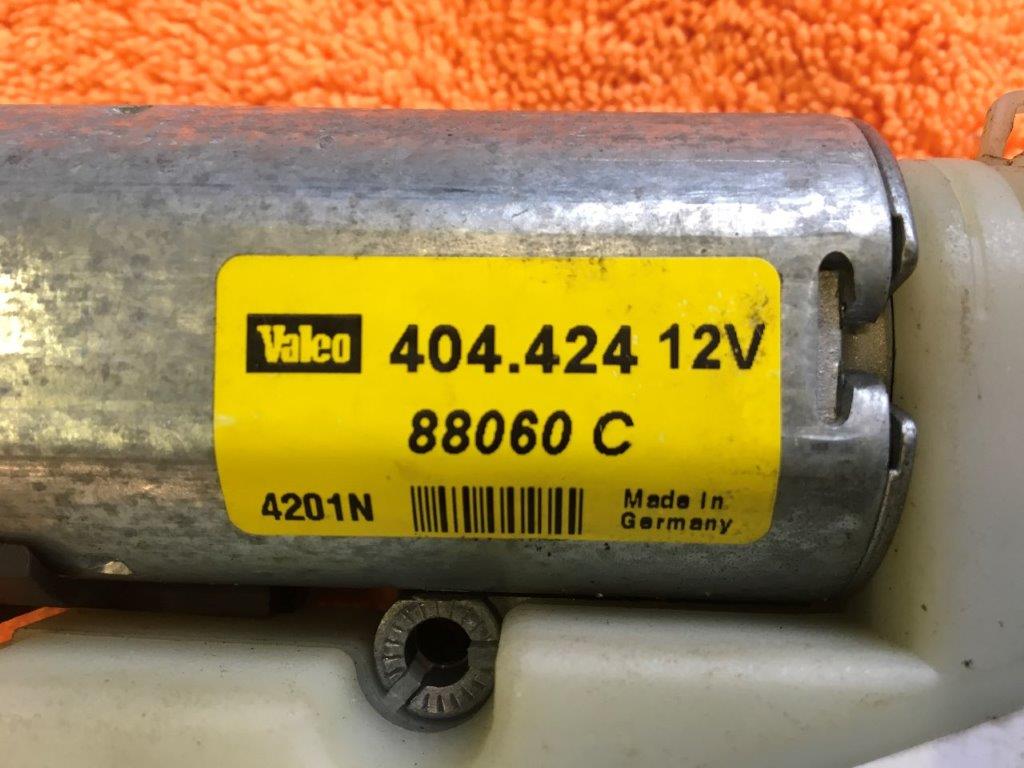 Valeo 404.424 12V
88060 C
4201N Made In
Germany